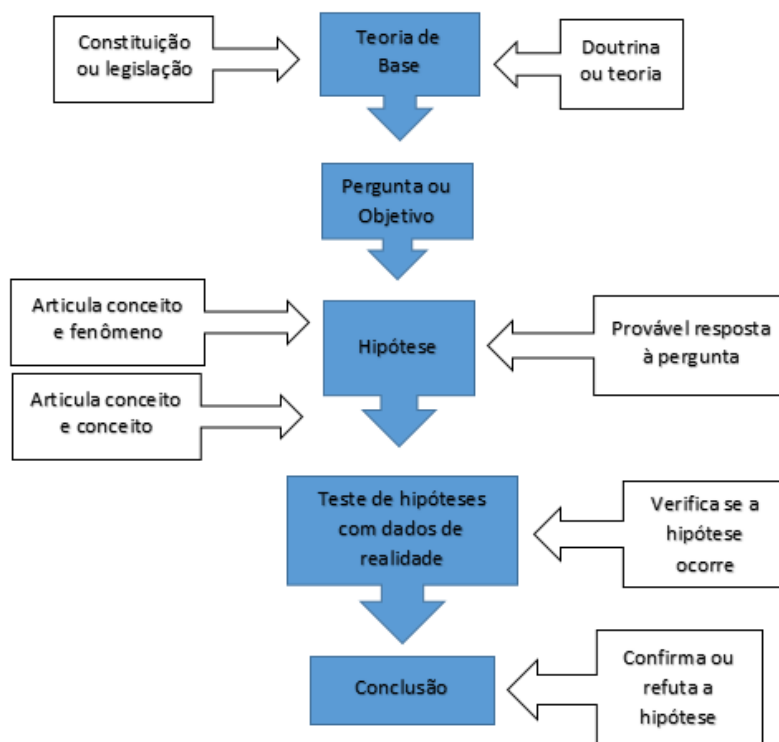 Constituição
ou legislação
Teoria de
Base
Doutrina
ou teoria
Pergunta ou
Objetivo
Articula conceito
e fenômeno
Hipótese
Provável resposta
à pergunta
Articula conceito
e conceito
Teste de hipóteses
com dados de
realidade
Verifica se a
hipótese
ocorre
Conclusão
Confirma ou
refuta a
hipótese